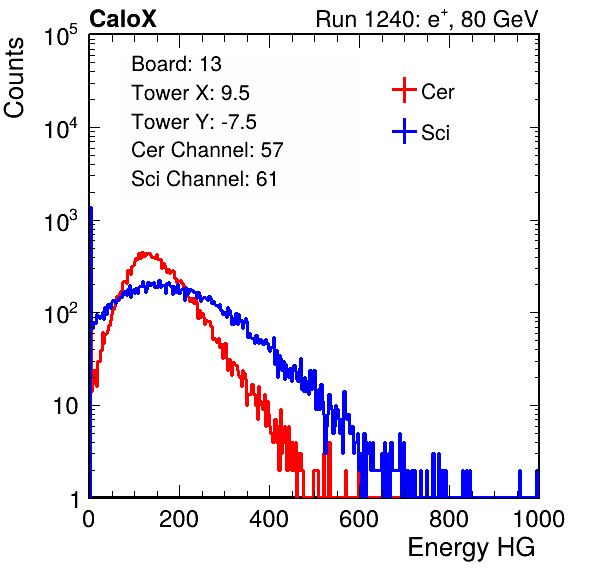 CaloX Run 1240: e⁺, 80 GeV
Counts
Board: 13
Tower X: 9.5
Tower Y: -7.5
Cer Channel: 57
Sci Channel: 61
Cer
Sci
10⁵
10⁴
10³
10²
10
1
0 200 400 600 800 1000
Energy HG